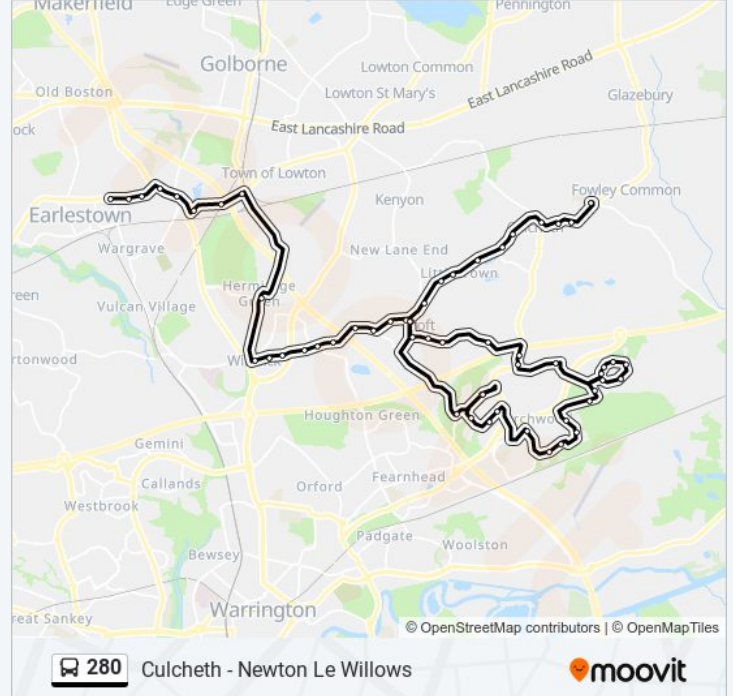 Makerfield
Edge Green
Pennington
Golborne
Lowton Common
Old Boston
Lowton St Mary's
East Lancashire Road
Glazebury
ock
East Lancashire Road
Town of Lowton
Kenyon
Fowley Common
Earlestown
Wargrave
New Lane End
een
Vulcan Village
rtonwood
Houghton Green
Gemini
Callands
Orford
Fearnhead
Westbrook
Padgate
Woolston
Bewsey
Warrington
reat Sankey
© OpenStreetMap contributors | © OpenMapTiles
280 Culcheth - Newton Le Willows
moovit